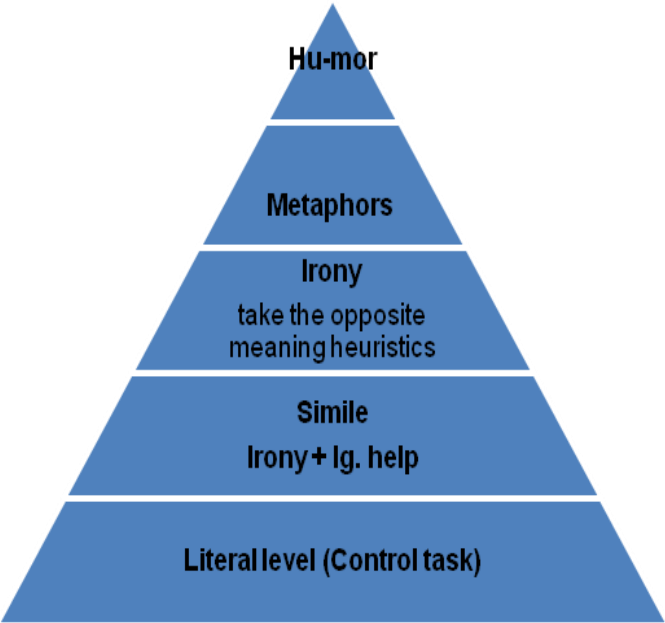 Hu-mor
Metaphors
Irony
take the opposite
meaning heuristics
Simile
Irony + lg. help
Literal level (Control task)